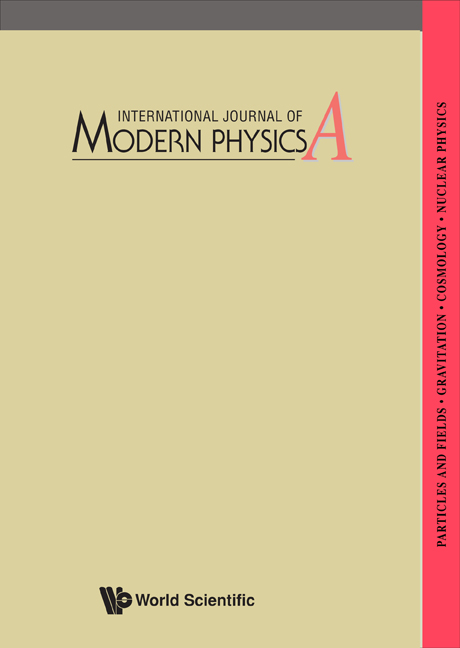 INTERNATIONAL JOURNAL OF
MODERN PHYSICS A
PARTICLES AND FIELDS • GRAVITATION • COSMOLOGY • NUCLEAR PHYSICS
World Scientific